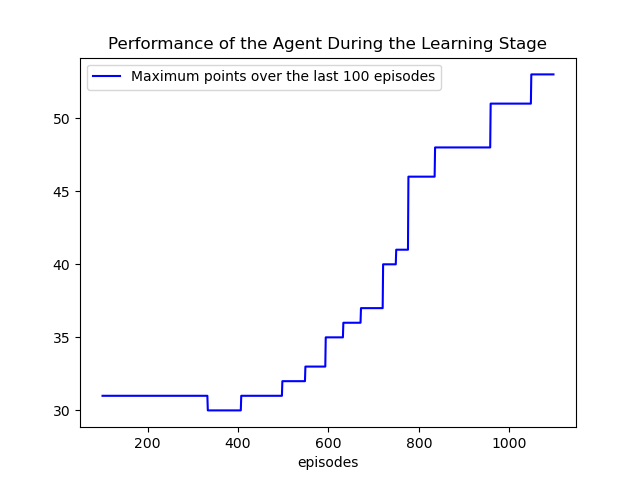 Performance of the Agent During the Learning Stage
Maximum points over the last 100 episodes
50
45
40
35
30
200 400 600 800 1000
episodes